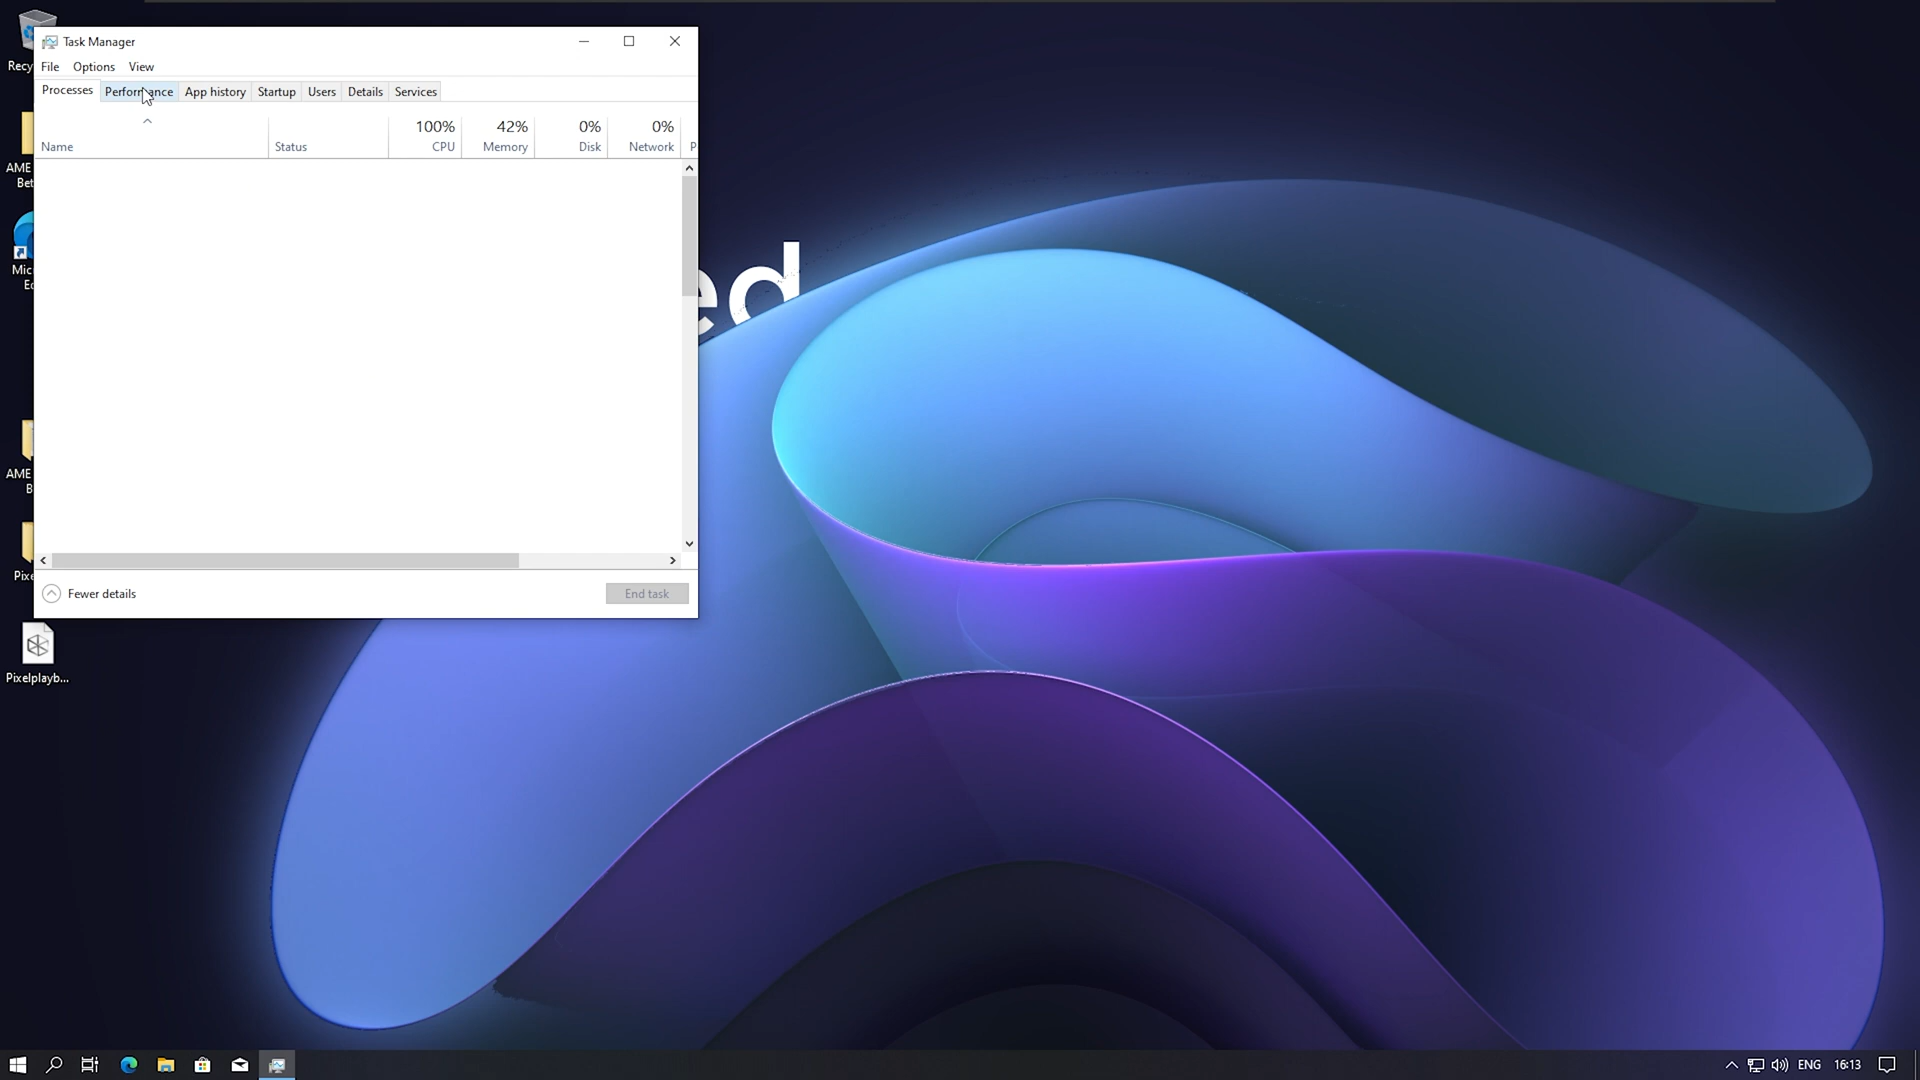 Task Manager
File Options View
Processes Performance App history Startup Users Details Services
100% 42% 0% 0%
Name Status CPU Memory Disk Network P
Fewer details End task
Recy
AME
Bet
Mic
AME
B
Pixe
Pixelplayb...
ed
ENG 16:13